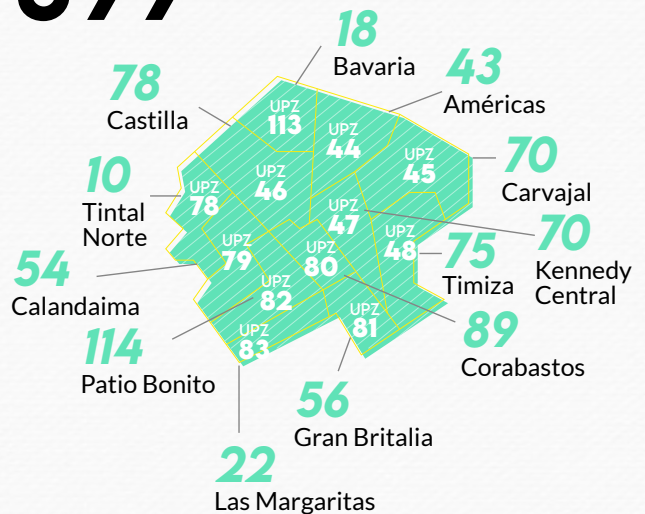 18
Bavaria
43
Américas
78
Castilla
70
Carvajal
10
Tintal
Norte
70
Kennedy
Central
54
Calandaima
75
Timiza
114
Patio Bonito
89
Corabastos
56
Gran Britalia
22
Las Margaritas
UPZ
113
UPZ
44
UPZ
45
UPZ
46
UPZ
78
UPZ
47
UPZ
48
UPZ
79
UPZ
80
UPZ
82
UPZ
81
UPZ
83